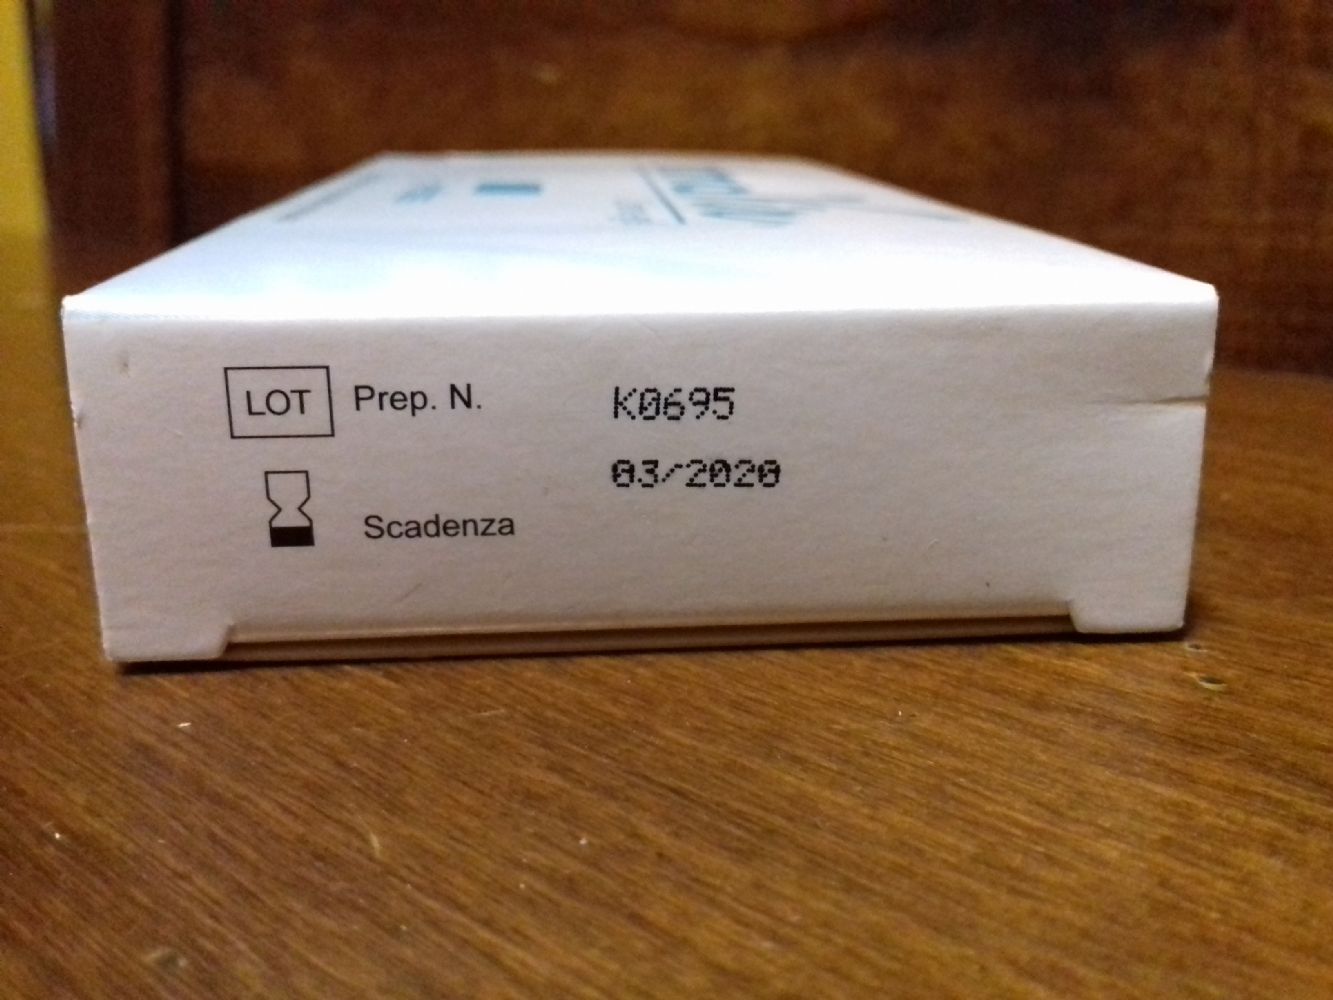 LOT Prep. N. K0695
03/2020
Scadenza